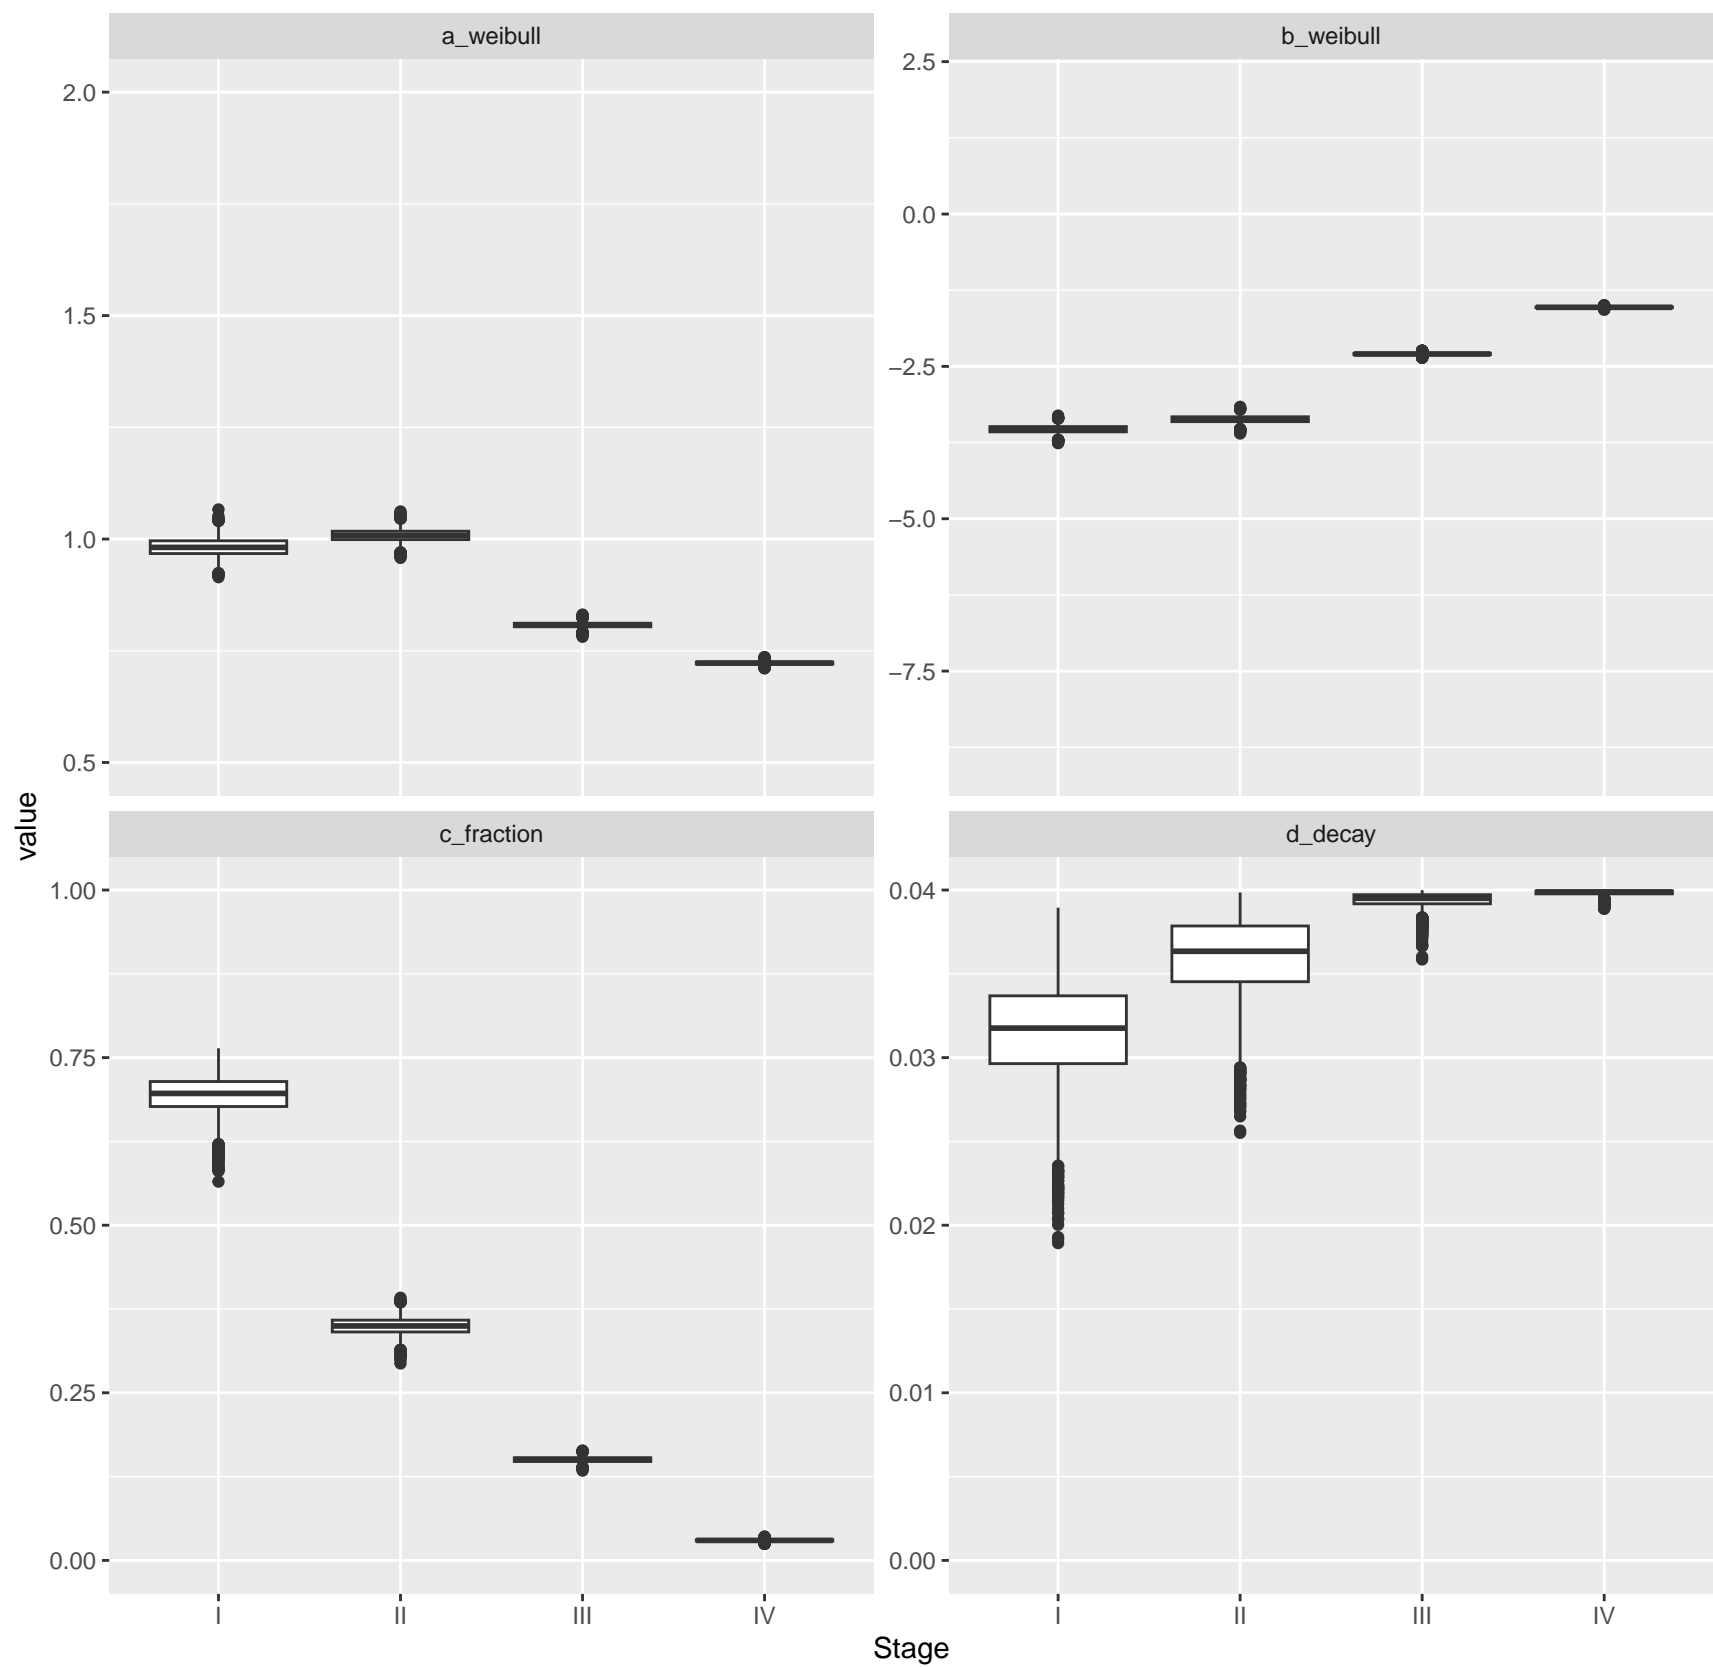 a_weibull
2.0
1.5
1.0
0.5
b_weibull
2.5
0.0
−2.5
−5.0
−7.5
value
c_fraction
1.00
0.75
0.50
0.25
0.00
d_decay
0.04
0.03
0.02
0.01
0.00
I II III IV
I II III IV
Stage